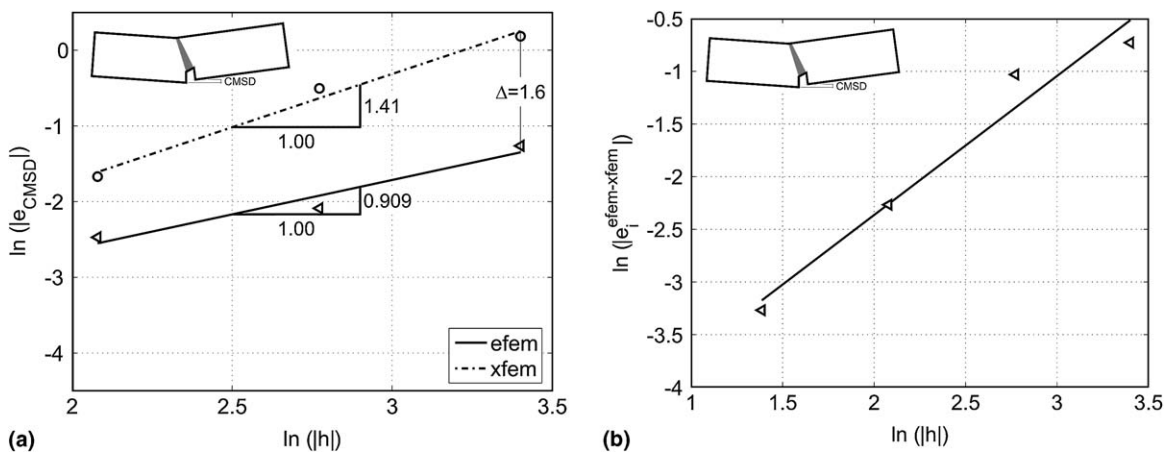 0
-1
-2
-3
-4
2
2.5
3
3.5
ln (|e_CMSD|)
ln (|h|)
CMSD
1.41
1.00
Δ=1.6
0.909
1.00
efem
xfem
(a)
-0.5
-1
-1.5
-2
-2.5
-3
-3.5
-4
1
1.5
2
2.5
3
3.5
ln (|e_i^efem-xfem|)
ln (|h|)
CMSD
(b)